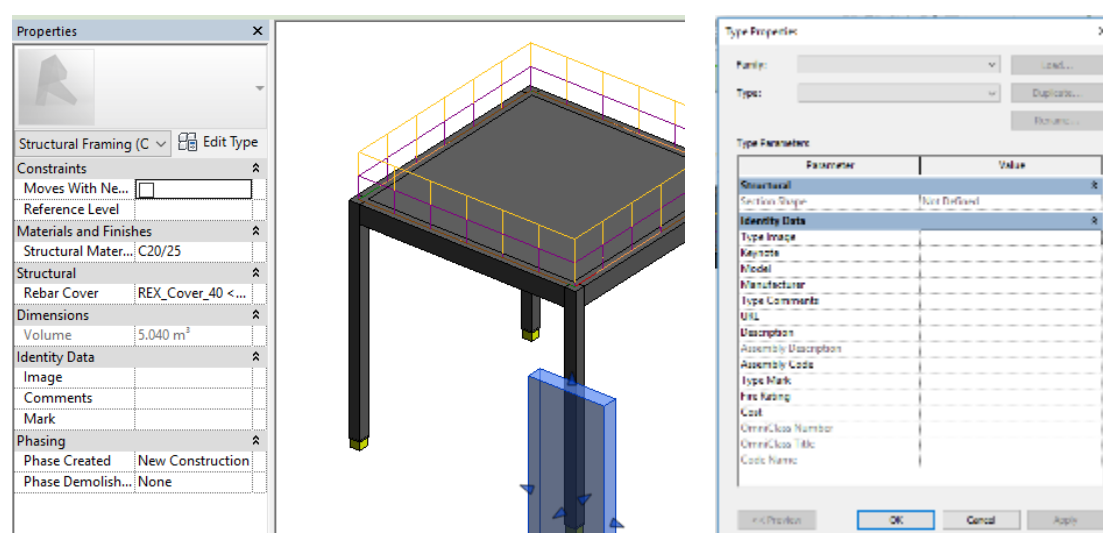 Properties
Structural Framing (C
Edit Type
Constraints
Moves With Ne...
Reference Level
Materials and Finishes
Structural Mater... C20/25
Structural
Rebar Cover REX_Cover_40 <...
Dimensions
Volume 5.040 m³
Identity Data
Image
Comments
Mark
Phasing
Phase Created New Construction
Phase Demolish... None
Type Properties
Family: Load...
Type: Duplicate...
Rename...
Type Parameters
Parameter Value
Structural
Section Shape Not Defined
Identity Data
Type Image
Keynote
Model
Manufacturer
Type Comments
URL
Description
Assembly Description
Assembly Code
Type Mark
Fire Rating
Cost
OmniClass Number
OmniClass Title
Code Name
<< Preview OK Cancel Apply